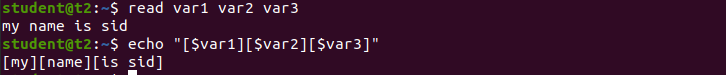 student@t2:~$ read var1 var2 var3
my name is sid
student@t2:~$ echo "[$var1][$var2][$var3]"
[my][name][is sid]